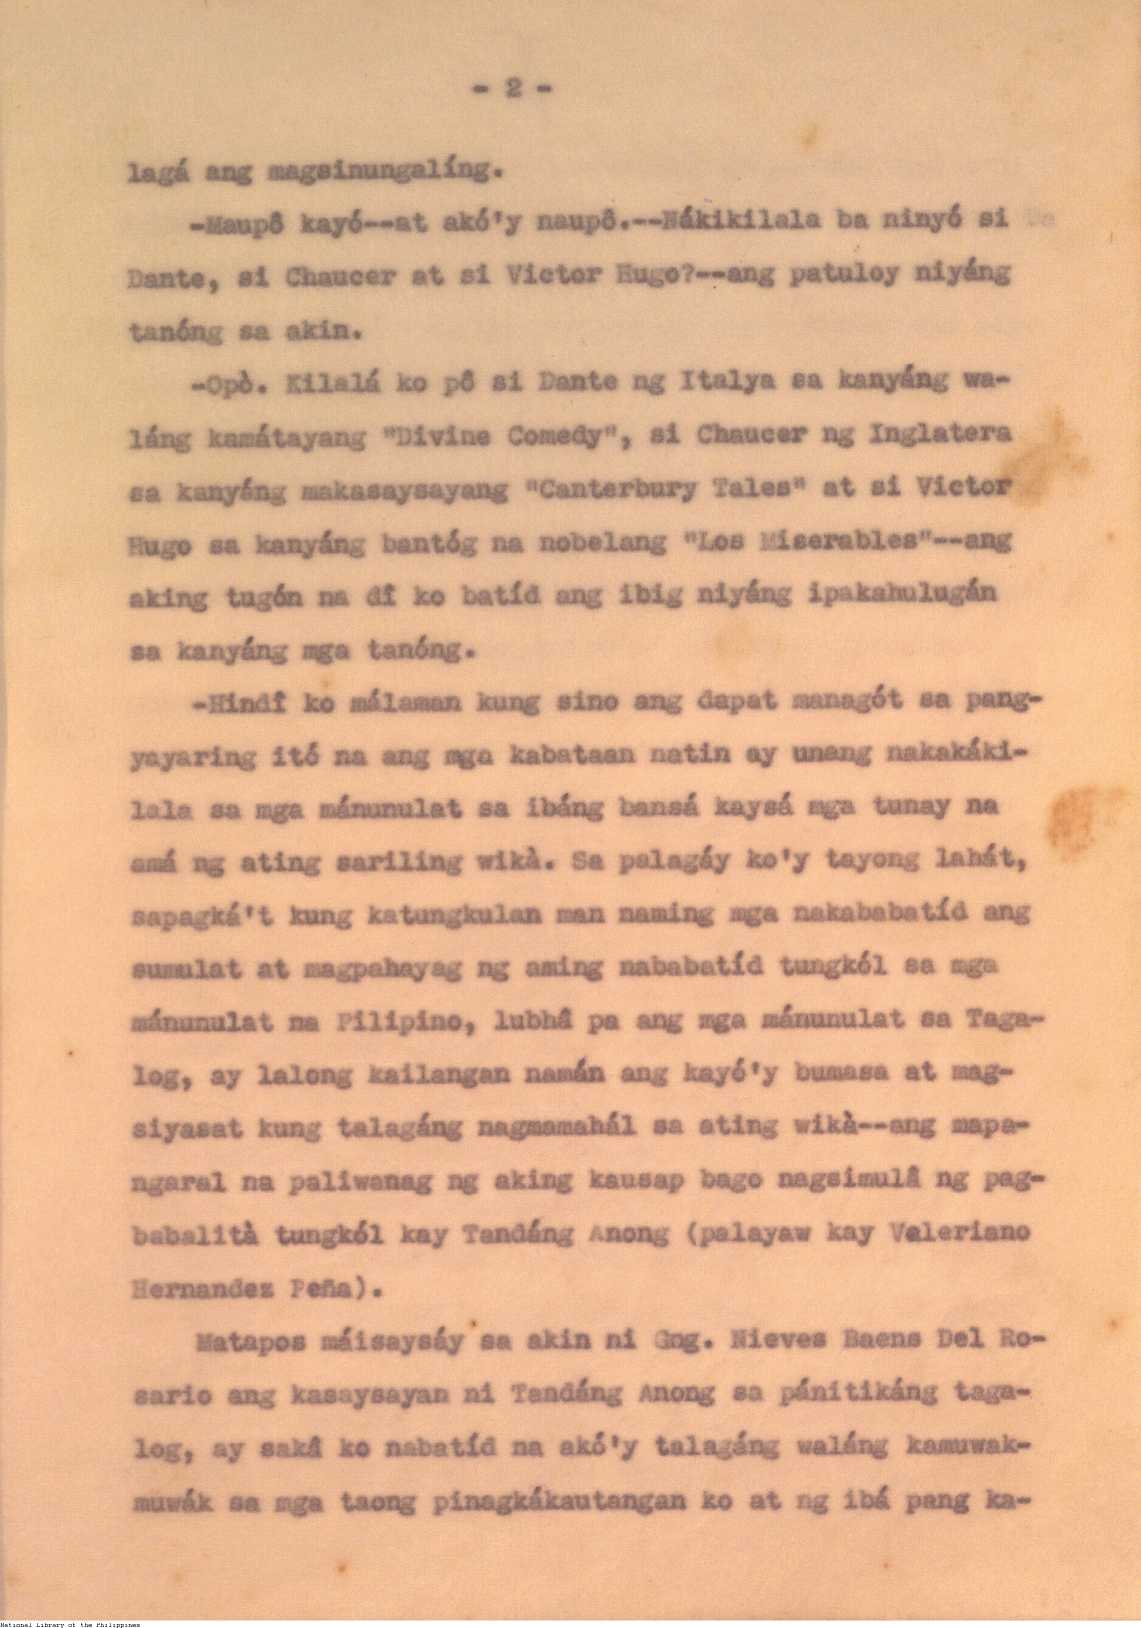 - 2 -
lagá ang magsinungalíng.
-Maupô kayó--at akó'y naupô.--Nákikilala ba ninyó si
Dante, si Chaucer at si Victor Hugo?--ang patuloy niyáng
tanóng sa akin.
-Opò. Kilalá ko pô si Dante ng Italya sa kanyáng wa-
láng kamátayang "Divine Comedy", si Chaucer ng Inglatera
sa kanyáng makasaysayang "Canterbury Tales" at si Victor
Hugo sa kanyáng bantóg na nobelang "Los Miserables"--ang
aking tugón na dî ko batíd ang ibig niyáng ipakahulugán
sa kanyáng mga tanóng.
-Hindî ko málaman kung sino ang dapat managót sa pang-
yayaring itó na ang mga kabataan natin ay unang nakakáki-
lala sa mga mánunulat sa ibáng bansá kaysá mga tunay na
amá ng ating sariling wikà. Sa palagáy ko'y tayong lahát,
sapagká't kung katungkulan man naming mga nakababatíd ang
sumulat at magpahayag ng aming nababatíd tungkól sa mga
mánunulat na Pilipino, lubhâ pa ang mga mánunulat sa Taga-
log, ay lalong kailangan namán ang kayó'y bumasa at mag-
siyasat kung talagáng nagmamahál sa ating wikà--ang mapa-
ngaral na paliwanag ng aking kausap bago nagsimulâ ng pag-
babalità tungkól kay Tandáng Anong (palayaw kay Valeriano
Hernandez Peña).
Matapos máisaysáy sa akin ni Gng. Nieves Baens Del Ro-
sario ang kasaysayan ni Tandáng Anong sa pánitikáng taga-
log, ay sakâ ko nabatíd na akó'y talagáng waláng kamuwak-
muwák sa mga taong pinagkákautangan ko at ng ibá pang ka-
National Library of the Philippines